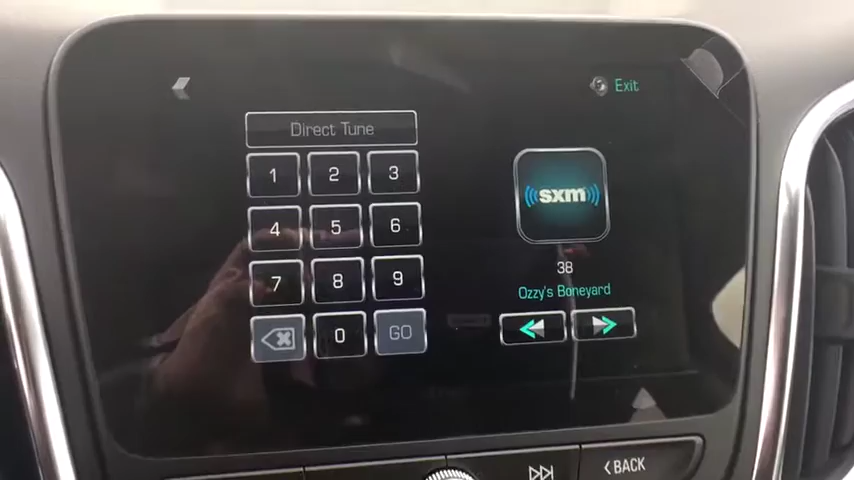 Exit
Direct Tune
1 2 3
4 5 6
7 8 9
0 GO
sxm
38
Ozzy's Boneyard
BACK